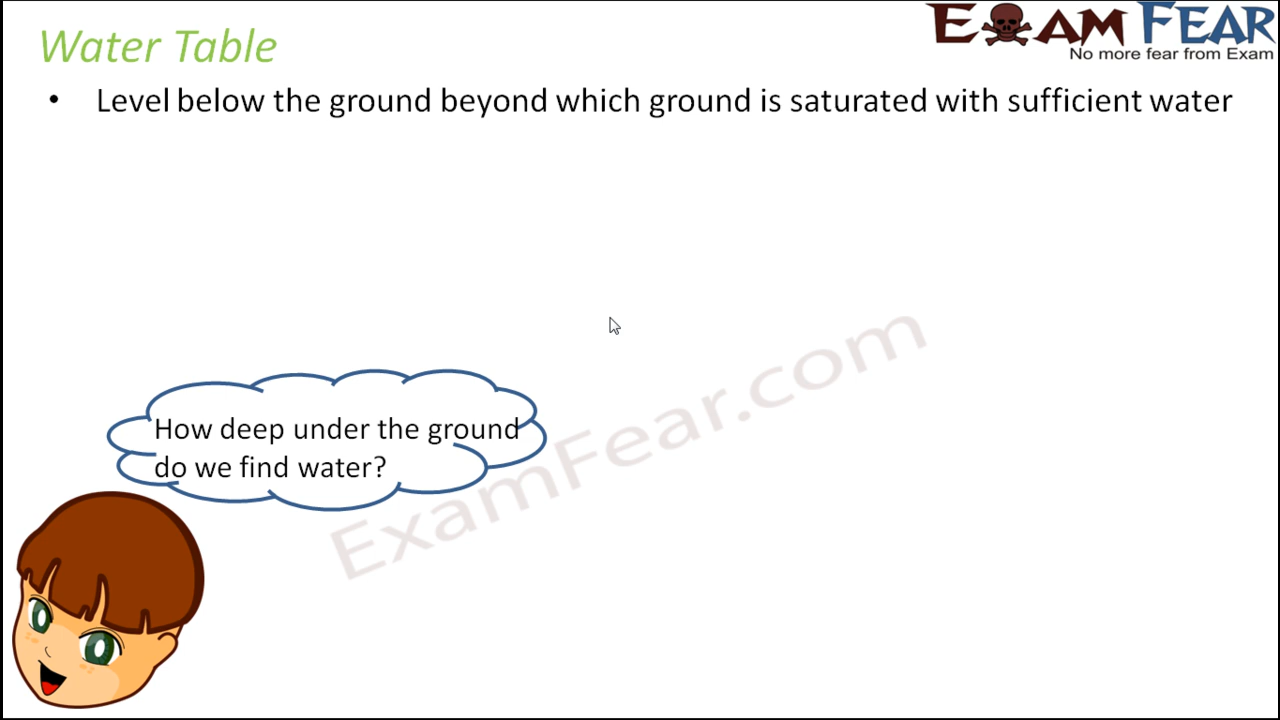 Water Table
EXAM FEAR
No more fear from Exam
• Level below the ground beyond which ground is saturated with sufficient water
How deep under the ground
do we find water?
ExamFear.com